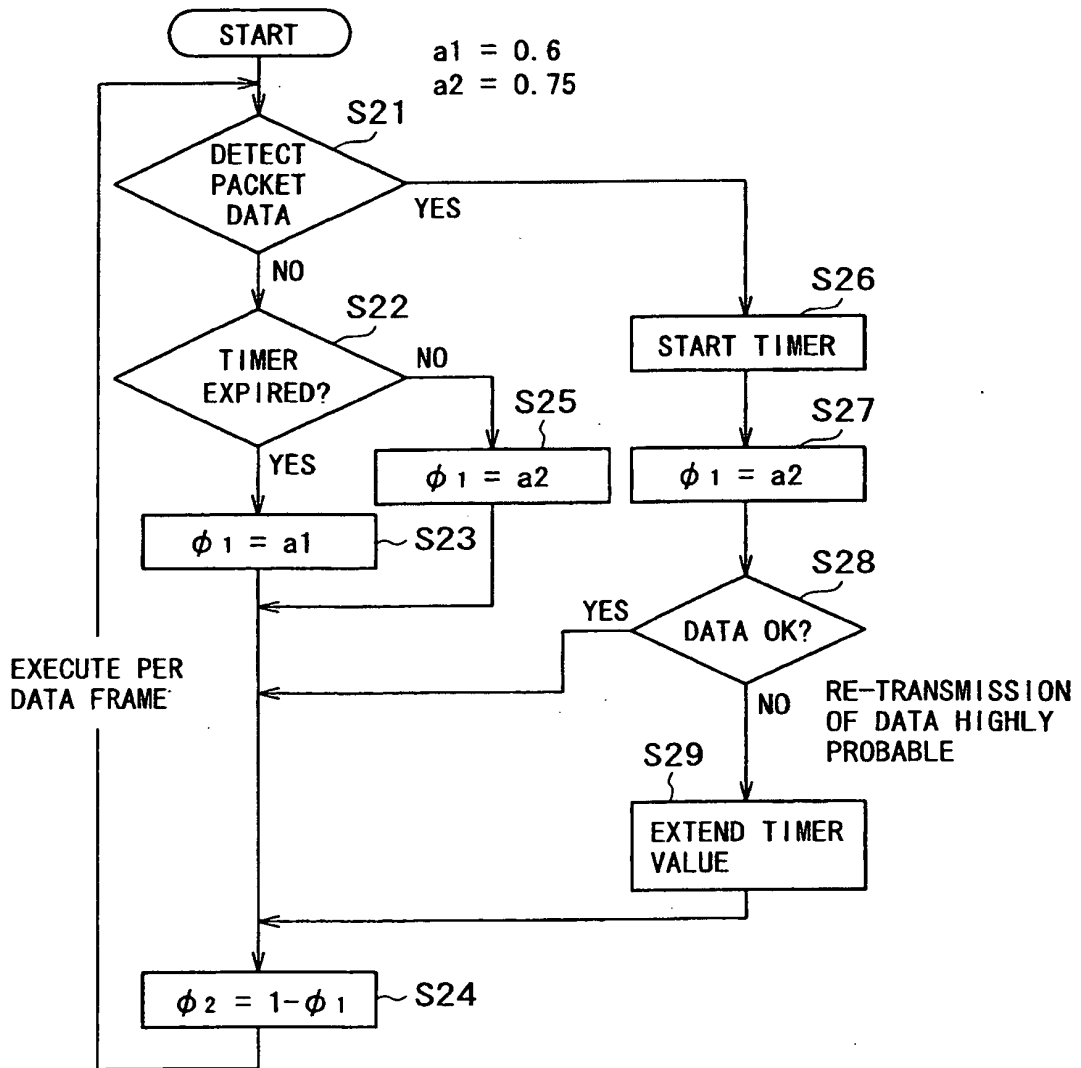 START
a1 = 0.6
a2 = 0.75
S21
DETECT
PACKET
DATA
YES
NO
S22
TIMER
EXPIRED?
NO
YES
S26
START TIMER
S25
ϕ1 = a2
S27
ϕ1 = a2
ϕ1 = a1
S23
S28
YES
DATA OK?
NO
EXECUTE PER
DATA FRAME
RE-TRANSMISSION
OF DATA HIGHLY
PROBABLE
S29
EXTEND TIMER
VALUE
ϕ2 = 1-ϕ1
S24